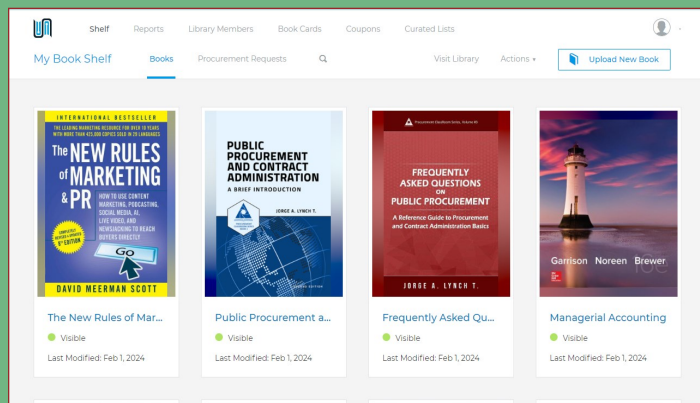 Shelf
Reports
Library Members
Book Cards
Coupons
Curated Lists
My Book Shelf
Books
Procurement Requests
Visit Library
Actions
Upload New Book
INTERNATIONAL BESTSELLER
THE LEADING MARKETING RESOURCE FOR OVER 10 YEARS
WITH MORE THAN 425,000 COPIES SOLD IN 29 LANGUAGES
The NEW RULES
of MARKETING
& PR
HOW TO USE CONTENT
MARKETING, PODCASTING,
SOCIAL MEDIA, AI,
LIVE VIDEO, AND
NEWSJACKING TO REACH
BUYERS DIRECTLY
COMPLETELY
REVISED & UPDATED
8TH EDITION
GO
DAVID MEERMAN SCOTT
The New Rules of Mar...
Visible
Last Modified: Feb 1, 2024
PUBLIC
PROCUREMENT
AND CONTRACT
ADMINISTRATION
A BRIEF INTRODUCTION
JORGE A. LYNCH T.
EDITION
Public Procurement a...
Visible
Last Modified: Feb 1, 2024
FREQUENTLY
ASKED QUESTIONS
ON
PUBLIC PROCUREMENT
A Reference Guide to Procurement
and Contract Administration Basics
JORGE A. LYNCH T.
Frequently Asked Qu...
Visible
Last Modified: Feb 1, 2024
Garrison Noreen Brewer
16e
Managerial Accounting
Visible
Last Modified: Feb 1, 2024